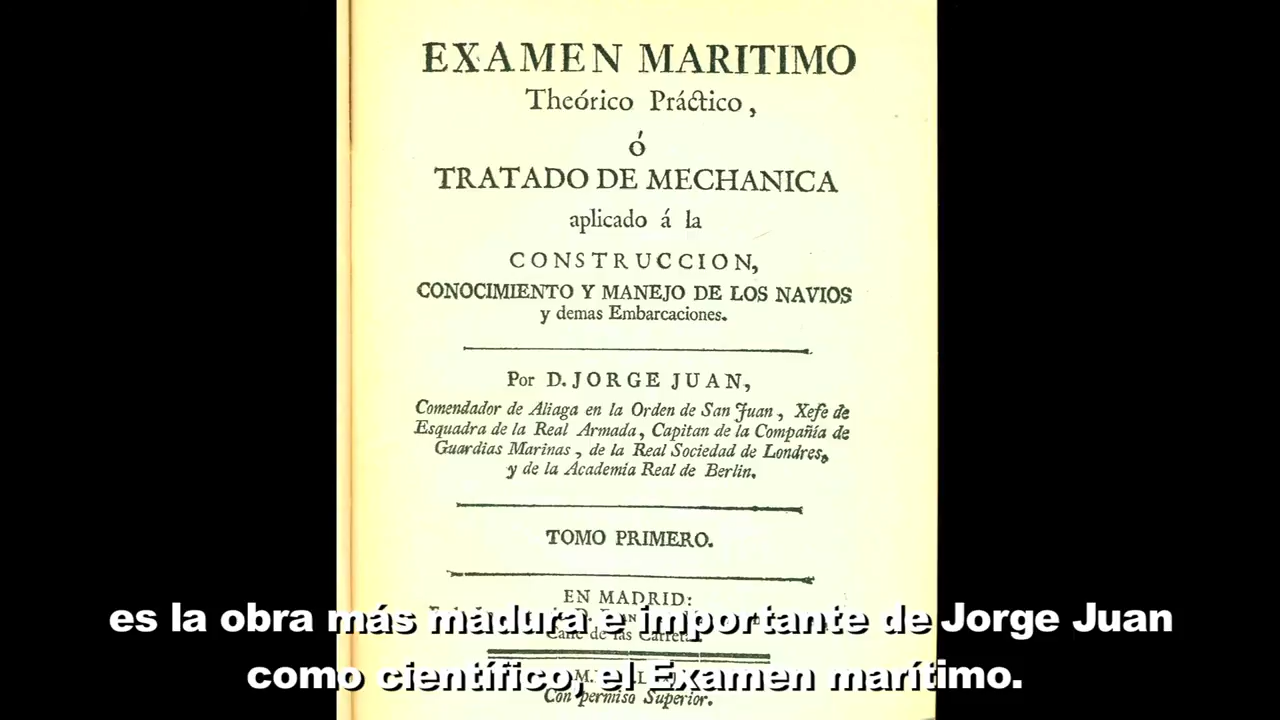 EXAMEN MARITIMO
Theórico Práctico,
ó
TRATADO DE MECHANICA
aplicado á la
CONSTRUCCION,
CONOCIMIENTO Y MANEJO DE LOS NAVIOS
y demas Embarcaciones.
Por D. JORGE JUAN,
Comendador de Aliaga en la Orden de San Juan, Xefe de
Esquadra de la Real Armada, Capitan de la Compañía de
Guardias Marinas, de la Real Sociedad de Londres,
y de la Academia Real de Berlin.
TOMO PRIMERO.
EN MADRID:
Calle de las
Con permiso Superior.
es la obra más madura e importante de Jorge Juan
como científico, el Examen marítimo.